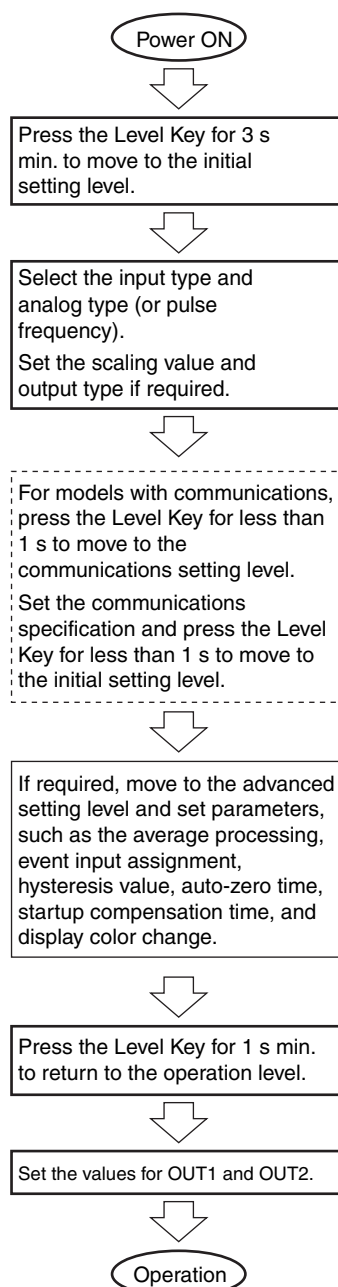 Power ON
Press the Level Key for 3 s
min. to move to the initial
setting level.
Select the input type and
analog type (or pulse
frequency).
Set the scaling value and
output type if required.
For models with communications,
press the Level Key for less than
1 s to move to the
communications setting level.
Set the communications
specification and press the Level
Key for less than 1 s to move to
the initial setting level.
If required, move to the advanced
setting level and set parameters,
such as the average processing,
event input assignment,
hysteresis value, auto-zero time,
startup compensation time, and
display color change.
Press the Level Key for 1 s min.
to return to the operation level.
Set the values for OUT1 and OUT2.
Operation